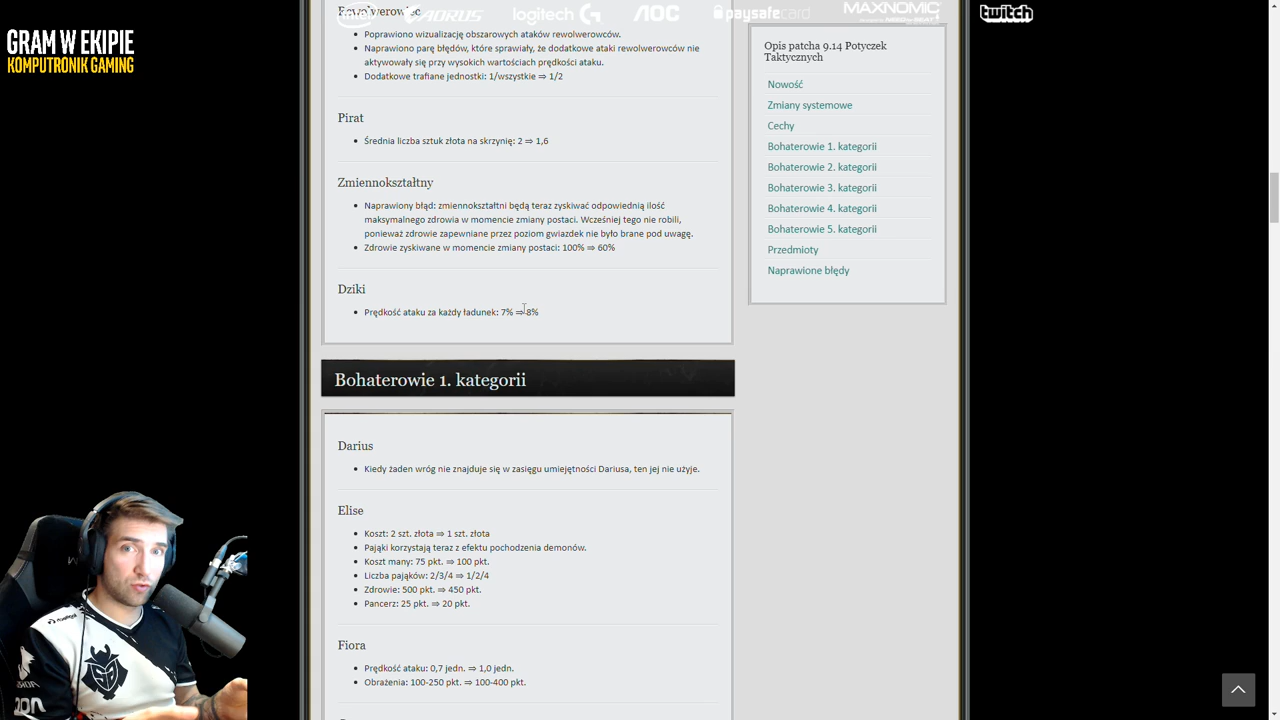 GRAM W EKIPIE
KOMPUTRONIK GAMING
intel
AORUS
logitech G
AOC
paysafecard
MAXNOMIC
twitch
Rewolwerowiec
Poprawiono wizualizację obszarowych ataków rewolwerowców.
Naprawiono parę błędów, które sprawiały, że dodatkowe ataki rewolwerowców nie
aktywowały się przy wysokich wartościach prędkości ataku.
Dodatkowe trafiane jednostki: 1/wszystkie ⇒ 1/2
Pirat
Średnia liczba sztuk złota na skrzynię: 2 ⇒ 1,6
Zmiennokształtny
Naprawiony błąd: zmiennokształtni będą teraz zyskiwać odpowiednią ilość
maksymalnego zdrowia w momencie zmiany postaci. Wcześniej tego nie robili,
ponieważ zdrowie zapewniane przez poziom gwiazdek nie było brane pod uwagę.
Zdrowie zyskiwane w momencie zmiany postaci: 100% ⇒ 60%
Dziki
Prędkość ataku za każdy ładunek: 7% ⇒ 8%
Bohaterowie 1. kategorii
Darius
Kiedy żaden wróg nie znajduje się w zasięgu umiejętności Dariusa, ten jej nie użyje.
Elise
Koszt: 2 szt. złota ⇒ 1 szt. złota
Pająki korzystają teraz z efektu pochodzenia demonów.
Koszt many: 75 pkt. ⇒ 100 pkt.
Liczba pająków: 2/3/4 ⇒ 1/2/4
Zdrowie: 500 pkt. ⇒ 450 pkt.
Pancerz: 25 pkt. ⇒ 20 pkt.
Fiora
Prędkość ataku: 0,7 jedn. ⇒ 1,0 jedn.
Obrażenia: 100-250 pkt. ⇒ 100-400 pkt.
Opis patcha 9.14 Potyczek
Taktycznych
Nowość
Zmiany systemowe
Cechy
Bohaterowie 1. kategorii
Bohaterowie 2. kategorii
Bohaterowie 3. kategorii
Bohaterowie 4. kategorii
Bohaterowie 5. kategorii
Przedmioty
Naprawione błędy
G2